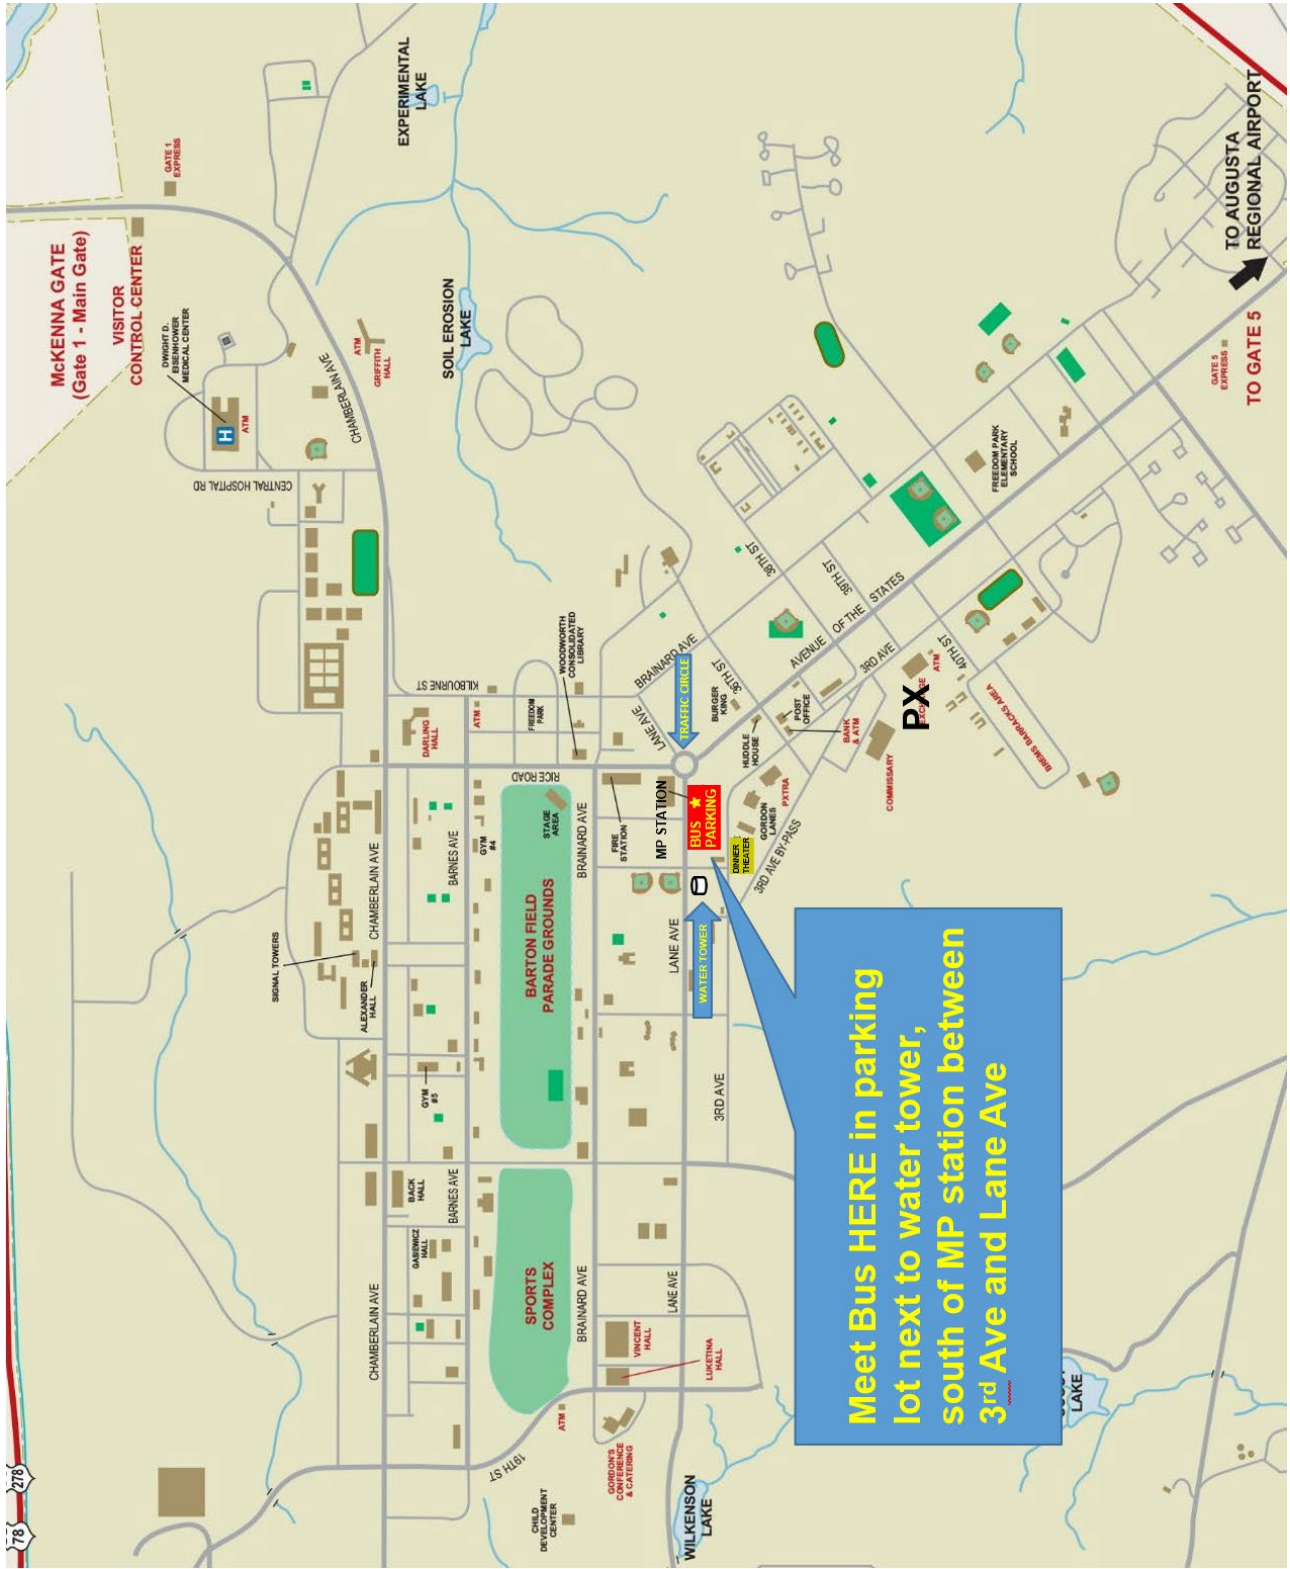 McKENNA GATE
(Gate 1 - Main Gate)
VISITOR
CONTROL CENTER
GATE 1
EXPRESS
DWIGHT D.
EISENHOWER
MEDICAL CENTER
H
ATM
CHAMBERLAIN AVE
ATM
GRIFFITH
HALL
CENTRAL HOSPITAL RD
EXPERIMENTAL
LAKE
SOIL EROSION
LAKE
TO AUGUSTA
REGIONAL AIRPORT
GATE 5
EXPRESS
TO GATE 5
FREEDOM PARK
ELEMENTARY
SCHOOL
38TH ST
39TH ST
AVENUE OF THE STATES
3RD AVE
40TH ST
ATM
PX
BREMS BARRACKS AREA
COMMISSARY
BANK
& ATM
POST
OFFICE
HUDDLE
HOUSE
BURGER
KING
36TH ST
BRAINARD AVE
TRAFFIC CIRCLE
LANE AVE
WOODWORTH
CONSOLIDATED
LIBRARY
FREEDOM
PARK
KILBOURNE ST
ATM
DARLING
HALL
RICE ROAD
STAGE
AREA
BRAINARD AVE
FIRE
STATION
MP STATION
BUS
PARKING
PXTRA
GORDON
LANES
DINNER
THEATER
3RD AVE BY-PASS
GYM
#4
BARNES AVE
CHAMBERLAIN AVE
SIGNAL TOWERS
ALEXANDER
HALL
BARTON FIELD
PARADE GROUNDS
LANE AVE
WATER TOWER
3RD AVE
GYM
#5
BACK
HALL
BARNES AVE
GASIEWICZ
HALL
CHAMBERLAIN AVE
SPORTS
COMPLEX
BRAINARD AVE
LANE AVE
VINCENT
HALL
LUKETINA
HALL
ATM
19TH ST
GORDON'S
CONFERENCE
& CATERING
CHILD
DEVELOPMENT
CENTER
WILKENSON
LAKE
LAKE
Meet Bus HERE in parking
lot next to water tower,
south of MP station between
3rd Ave and Lane Ave
78
278